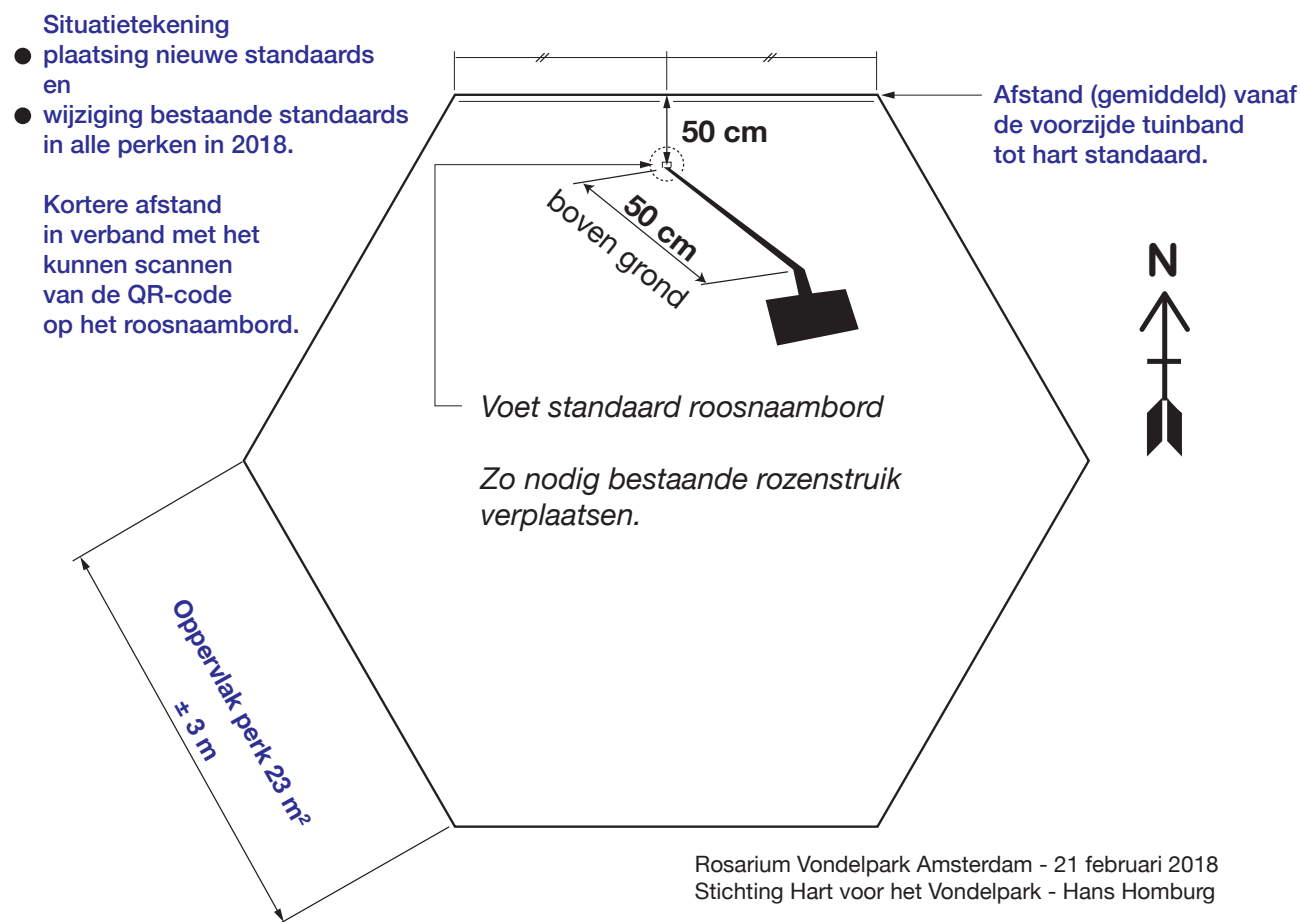 Situatietekening
● plaatsing nieuwe standaards
en
● wijziging bestaande standaards
in alle perken in 2018.
Kortere afstand
in verband met het
kunnen scannen
van de QR-code
op het roosnaambord.
50 cm
Afstand (gemiddeld) vanaf
de voorzijde tuinband
tot hart standaard.
50 cm
boven grond
N
Voet standaard roosnaambord
Zo nodig bestaande rozenstruik
verplaatsen.
Oppervlak perk 23 m²
± 3 m
Rosarium Vondelpark Amsterdam - 21 februari 2018
Stichting Hart voor het Vondelpark - Hans Homburg